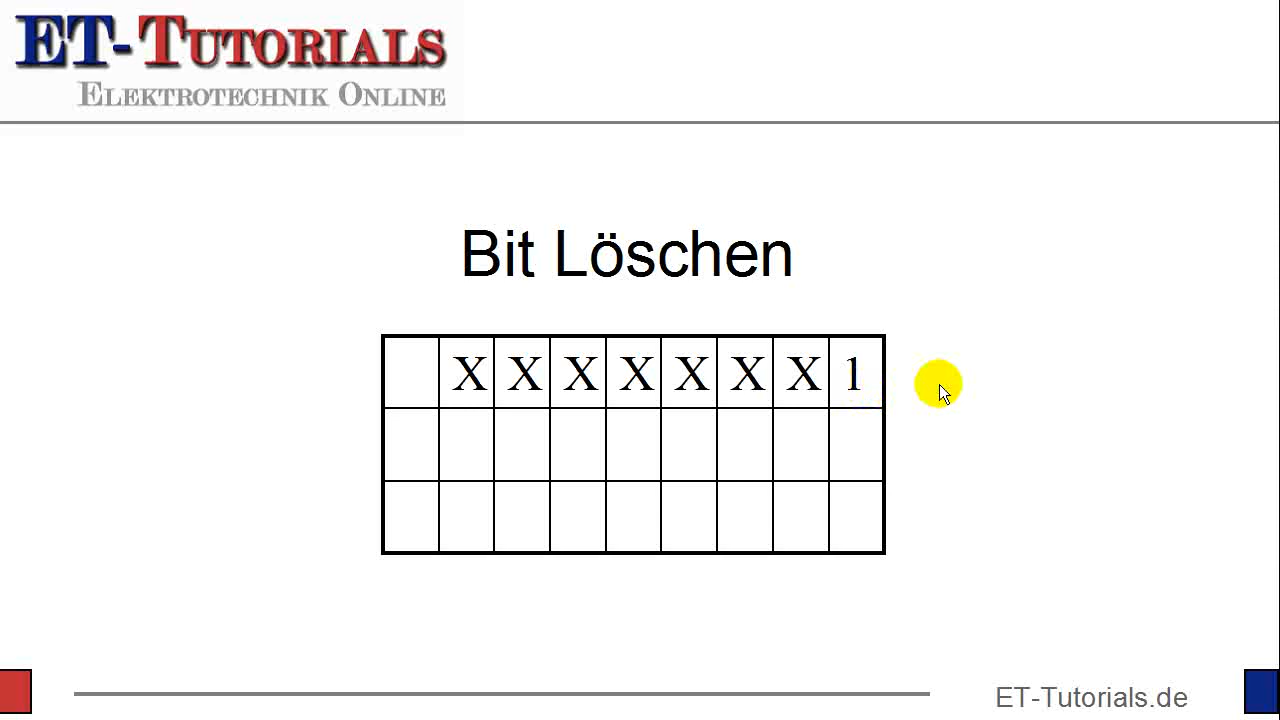 ET-TUTORIALS
ELEKTROTECHNIK ONLINE
Bit Löschen
X X X X X X X 1
ET-Tutorials.de